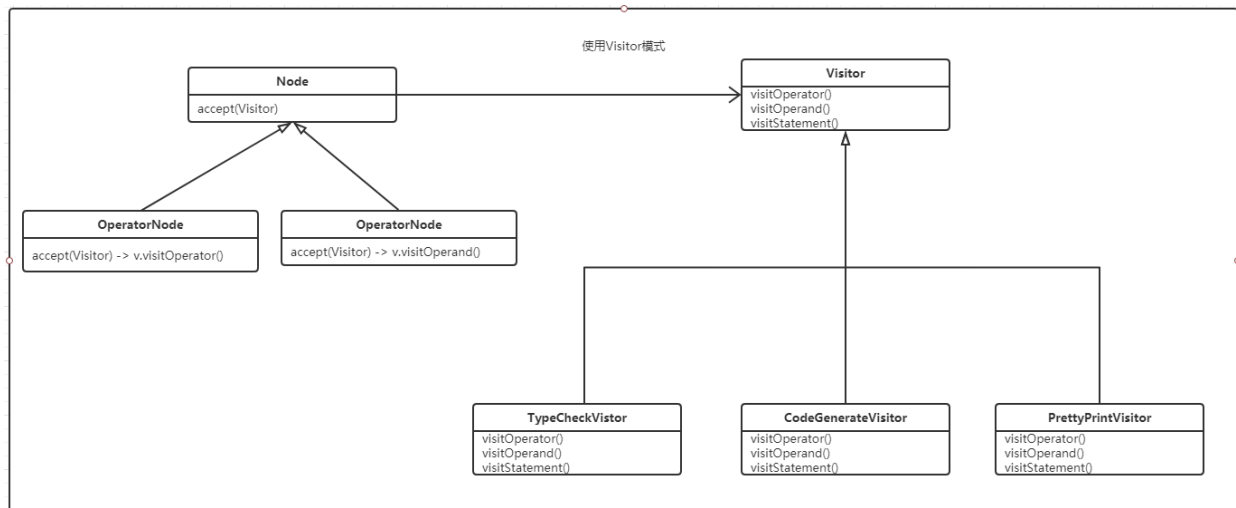 使用Visitor模式
Node
accept(Visitor)
Visitor
visitOperator()
visitOperand()
visitStatement()
OperatorNode
accept(Visitor) -> v.visitOperator()
OperatorNode
accept(Visitor) -> v.visitOperand()
TypeCheckVistor
visitOperator()
visitOperand()
visitStatement()
CodeGenerateVisitor
visitOperator()
visitOperand()
visitStatement()
PrettyPrintVisitor
visitOperator()
visitOperand()
visitStatement()